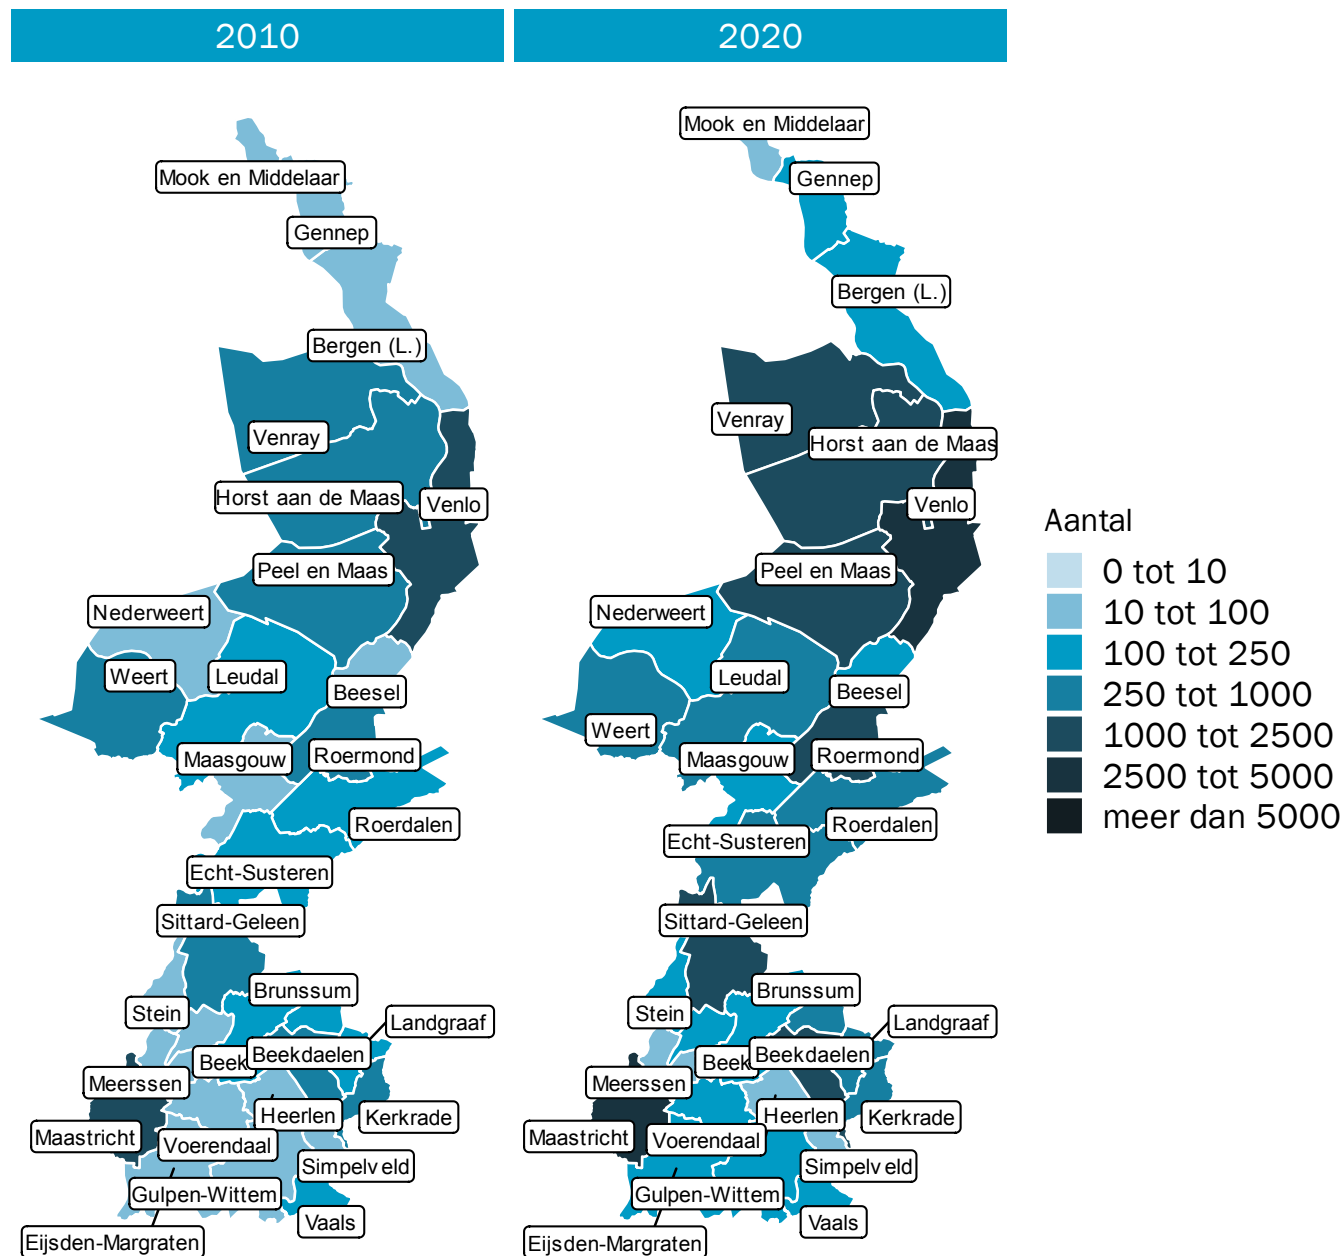 2010
Mook en Middelaar
Gennep
Bergen (L.)
Venray
Horst aan de Maas
Venlo
Peel en Maas
Nederweert
Weert
Leudal
Beesel
Maasgouw
Roermond
Roerdalen
Echt-Susteren
Sittard-Geleen
Brunssum
Stein
Landgraaf
Beek
Beekdaelen
Meerssen
Heerlen
Kerkrade
Maastricht
Voerendaal
Simpelveld
Gulpen-Wittem
Vaals
Eijsden-Margraten
2020
Mook en Middelaar
Gennep
Bergen (L.)
Venray
Horst aan de Maas
Venlo
Peel en Maas
Nederweert
Leudal
Beesel
Weert
Maasgouw
Roermond
Roerdalen
Echt-Susteren
Sittard-Geleen
Brunssum
Stein
Landgraaf
Beek
Beekdaelen
Meerssen
Heerlen
Kerkrade
Maastricht
Voerendaal
Simpelveld
Gulpen-Wittem
Vaals
Eijsden-Margraten
Aantal
0 tot 10
10 tot 100
100 tot 250
250 tot 1000
1000 tot 2500
2500 tot 5000
meer dan 5000